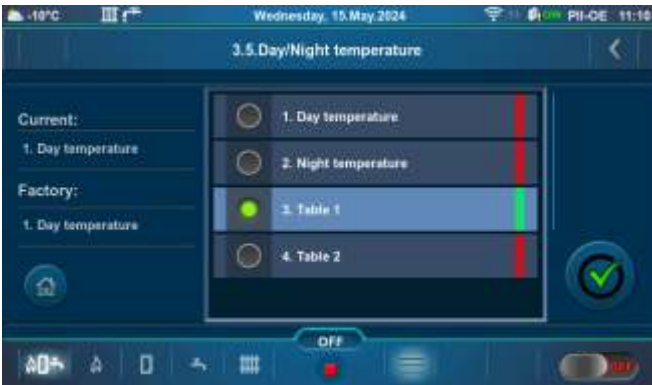 -10°C Wednesday, 15.May.2024 PII-OE 11:10
3.5.Day/Night temperature
Current:
1. Day temperature
Factory:
1. Day temperature
1. Day temperature
2. Night temperature
3. Table 1
4. Table 2
OFF
OFF